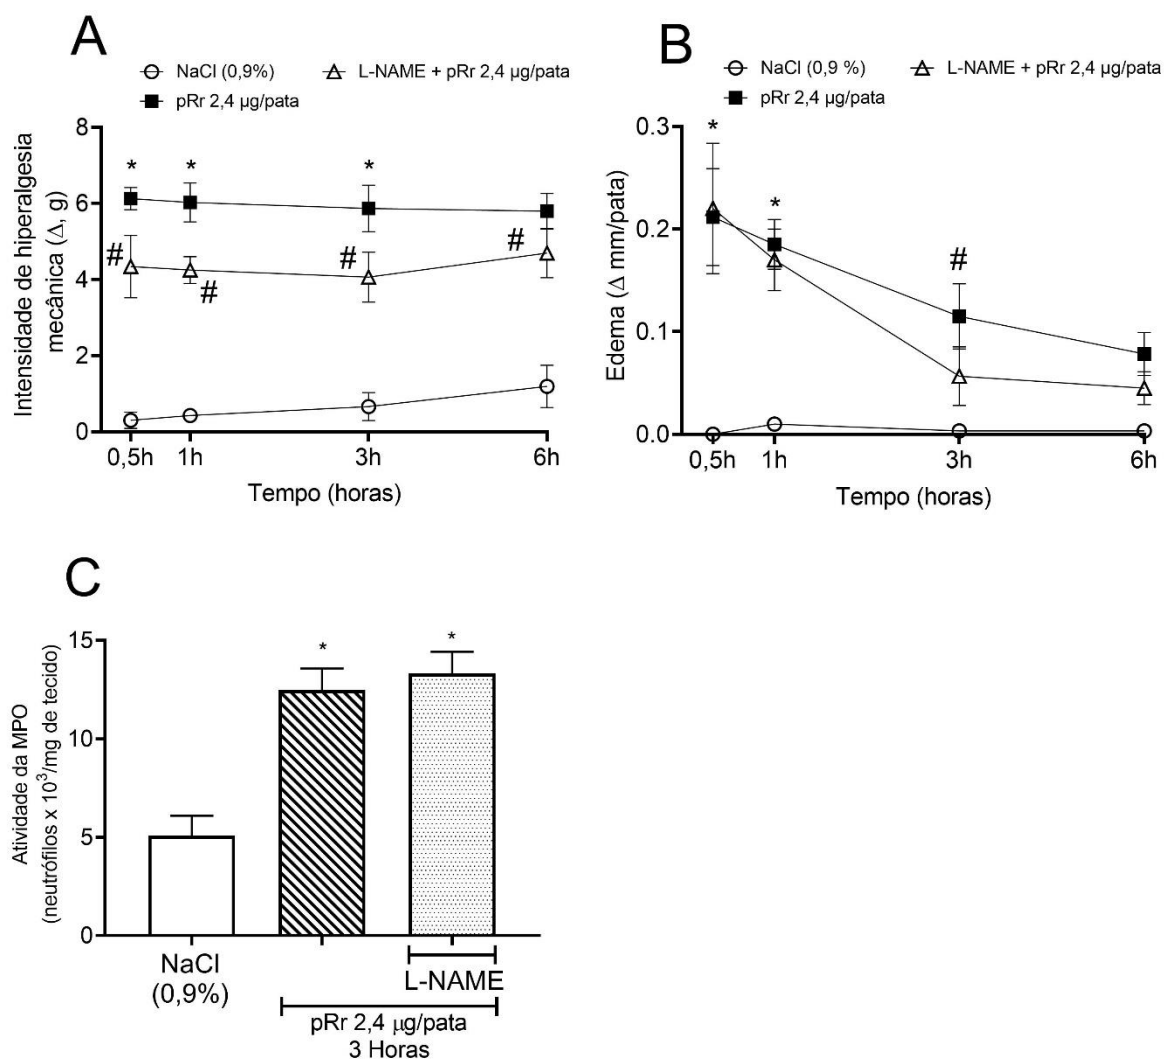 A
NaCl (0,9%)
L-NAME + pRr 2,4 µg/pata
pRr 2,4 µg/pata
Intensidade de hiperalgesia
mecânica (Δ, g)
8
6
4
2
0
*
*
*
#
#
#
#
0,5h
1h
3h
6h
Tempo (horas)
B
NaCl (0,9 %)
L-NAME + pRr 2,4 µg/pata
pRr 2,4 µg/pata
Edema (Δ mm/pata)
0.3
0.2
0.1
0.0
*
*
#
0,5h
1h
3h
6h
Tempo (horas)
C
Atividade da MPO
(neutrófilos x 10³/mg de tecido)
15
10
5
0
*
*
NaCl
(0,9%)
L-NAME
pRr 2,4 µg/pata
3 Horas